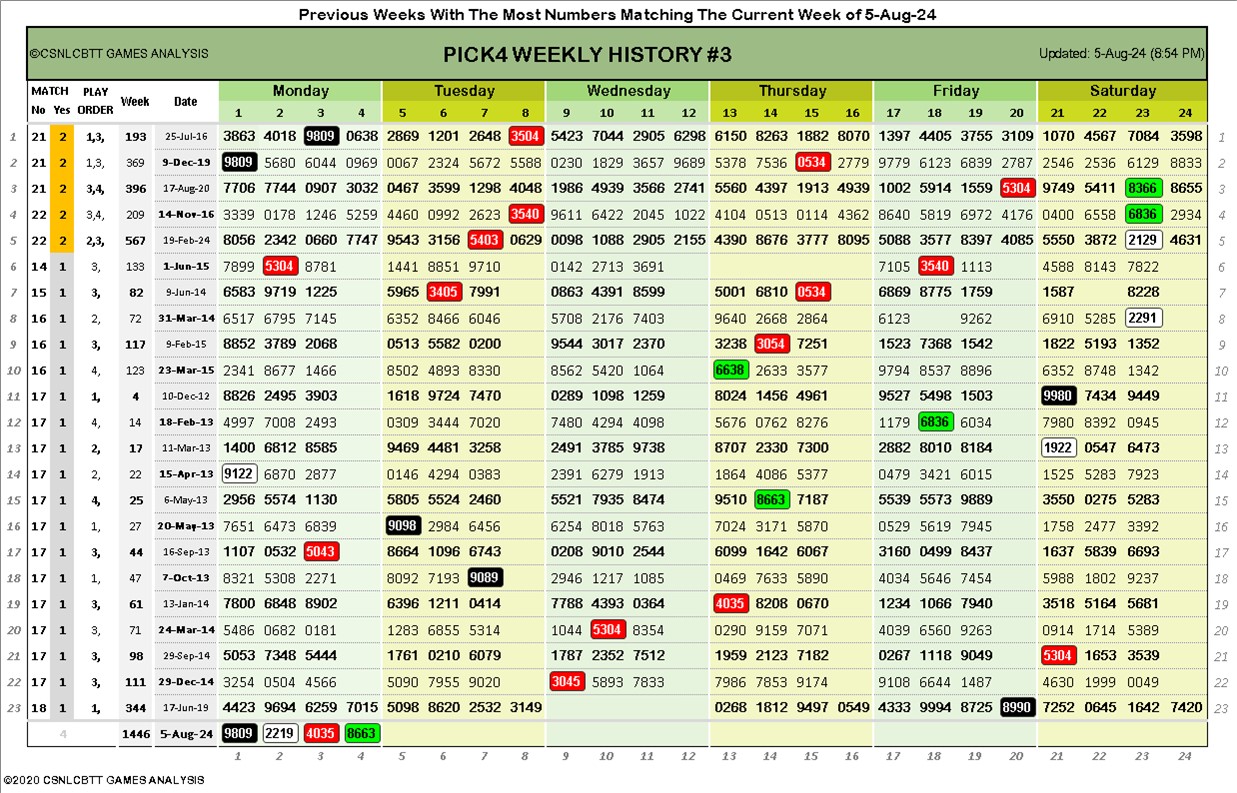 Previous Weeks With The Most Numbers Matching The Current Week of 5-Aug-24
©CSNLCBTT GAMES ANALYSIS PICK4 WEEKLY HISTORY #3 Updated: 5-Aug-24 (8:54 PM)
MATCH PLAY Week Date Monday Tuesday Wednesday Thursday Friday Saturday
No Yes ORDER 1 2 3 4 5 6 7 8 9 10 11 12 13 14 15 16 17 18 19 20 21 22 23 24
1 21 2 1,3, 193 25-Jul-16 3863 4018 9809 0638 2869 1201 2648 3504 5423 7044 2905 6298 6150 8263 1882 8070 1397 4405 3755 3109 1070 4567 7084 3598 1
2 21 2 1,3, 369 9-Dec-19 9809 5680 6044 0969 0067 2324 5672 5588 0230 1829 3657 9689 5378 7536 0534 2779 9779 6123 6839 2787 2546 2536 6129 8833 2
3 21 2 3,4, 396 17-Aug-20 7706 7744 0907 3032 0467 3599 1298 4048 1986 4939 3566 2741 5560 4397 1913 4939 1002 5914 1559 5304 9749 5411 8366 8655 3
4 22 2 3,4, 209 14-Nov-16 3339 0178 1246 5259 4460 0992 2623 3540 9611 6422 2045 1022 4104 0513 0114 4362 8640 5819 6972 4176 0400 6558 6836 2934 4
5 22 2 2,3, 567 19-Feb-24 8056 2342 0660 7747 9543 3156 5403 0629 0098 1088 2905 2155 4390 8676 3777 8095 5088 3577 8397 4085 5550 3872 2129 4631 5
6 14 1 3, 133 1-Jun-15 7899 5304 8781 1441 8851 9710 0142 2713 3691 7105 3540 1113 4588 8143 7822 6
7 15 1 3, 82 9-Jun-14 6583 9719 1225 5965 3405 7991 0863 4391 8599 5001 6810 0534 6869 8775 1759 1587 8228 7
8 16 1 2, 72 31-Mar-14 6517 6795 7145 6352 8466 6046 5708 2176 7403 9640 2668 2864 6123 9262 6910 5285 2291 8
9 16 1 3, 117 9-Feb-15 8852 3789 2068 0513 5582 0200 9544 3017 2370 3238 3054 7251 1523 7368 1542 1822 5193 1352 9
10 16 1 4, 123 23-Mar-15 2341 8677 1466 8502 4893 8330 8562 5420 1064 6638 2633 3577 9794 8537 8896 6352 8748 1342 10
11 17 1 1, 4 10-Dec-12 8826 2495 3903 1618 9724 7470 0289 1098 1259 8024 1456 4961 9527 5498 1503 9980 7434 9449 11
12 17 1 4, 14 18-Feb-13 4997 7008 2493 0309 3444 7020 7480 4294 4098 5676 0762 8276 1179 6836 6034 7980 8392 0945 12
13 17 1 2, 17 11-Mar-13 1400 6812 8585 9469 4481 3258 2491 3785 9738 8707 2330 7300 2882 8010 8184 1922 0547 6473 13
14 17 1 2, 22 15-Apr-13 9122 6870 2877 0146 4294 0383 2391 6279 1913 1864 4086 5377 0479 3421 6015 1525 5283 7923 14
15 17 1 4, 25 6-May-13 2956 5574 1130 5805 5524 2460 5521 7935 8474 9510 8663 7187 5539 5573 9889 3550 0275 5283 15
16 17 1 1, 27 20-May-13 7651 6473 6839 9098 2984 6456 6254 8018 5763 7024 3171 5870 0529 5619 7945 1758 2477 3392 16
17 17 1 3, 44 16-Sep-13 1107 0532 5043 8664 1096 6743 0208 9010 2544 6099 1642 6067 3160 0499 8437 1637 5839 6693 17
18 17 1 1, 47 7-Oct-13 8321 5308 2271 8092 7193 9089 2946 1217 1085 0469 7633 5890 4034 5646 7454 5988 1802 9237 18
19 17 1 3, 61 13-Jan-14 7800 6848 8902 6396 1211 0414 7788 4393 0364 4035 8208 0670 1234 1066 7940 3518 5164 5681 19
20 17 1 3, 71 24-Mar-14 5486 0682 0181 1283 6855 5314 1044 5304 8354 0290 9159 7071 4039 6560 9263 0914 1714 5389 20
21 17 1 3, 98 29-Sep-14 5053 7348 5444 1761 0210 6079 1787 2352 7512 1959 2123 7182 0267 1118 9049 5304 1653 3539 21
22 17 1 3, 111 29-Dec-14 3254 0504 4566 5090 7955 9020 3045 5893 7833 7986 7853 9174 9108 6644 1487 4630 1999 0049 22
23 18 1 1, 344 17-Jun-19 4423 9694 6259 7015 5098 8620 2532 3149 0268 1812 9497 0549 4333 9994 8725 8990 7252 0645 1642 7420 23
4 1446 5-Aug-24 9809 2219 4035 8663
1 2 3 4 5 6 7 8 9 10 11 12 13 14 15 16 17 18 19 20 21 22 23 24
©2020 CSNLCBTT GAMES ANALYSIS